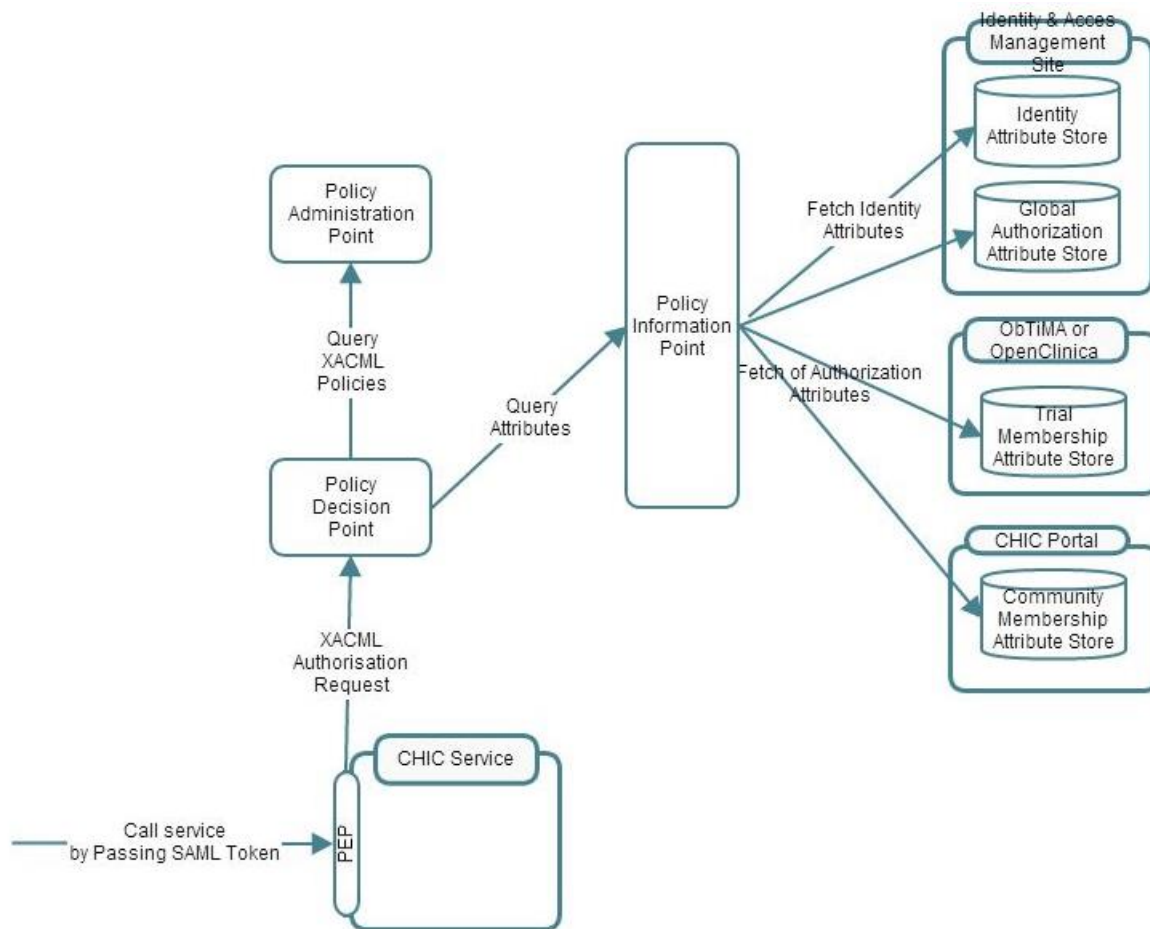 Identity & Acces
Management
Site
Identity
Attribute Store
Global
Authorization
Attribute Store
Fetch Identity
Attributes
Policy
Administration
Point
Policy
Information
Point
ObTiMA or
OpenClinica
Trial
Membership
Attribute Store
Fetch of Authorization
Attributes
Query
XACML
Policies
Query
Attributes
Policy
Decision
Point
CHIC Portal
Community
Membership
Attribute Store
XACML
Authorisation
Request
CHIC Service
PEP
Call service
by Passing SAML Token